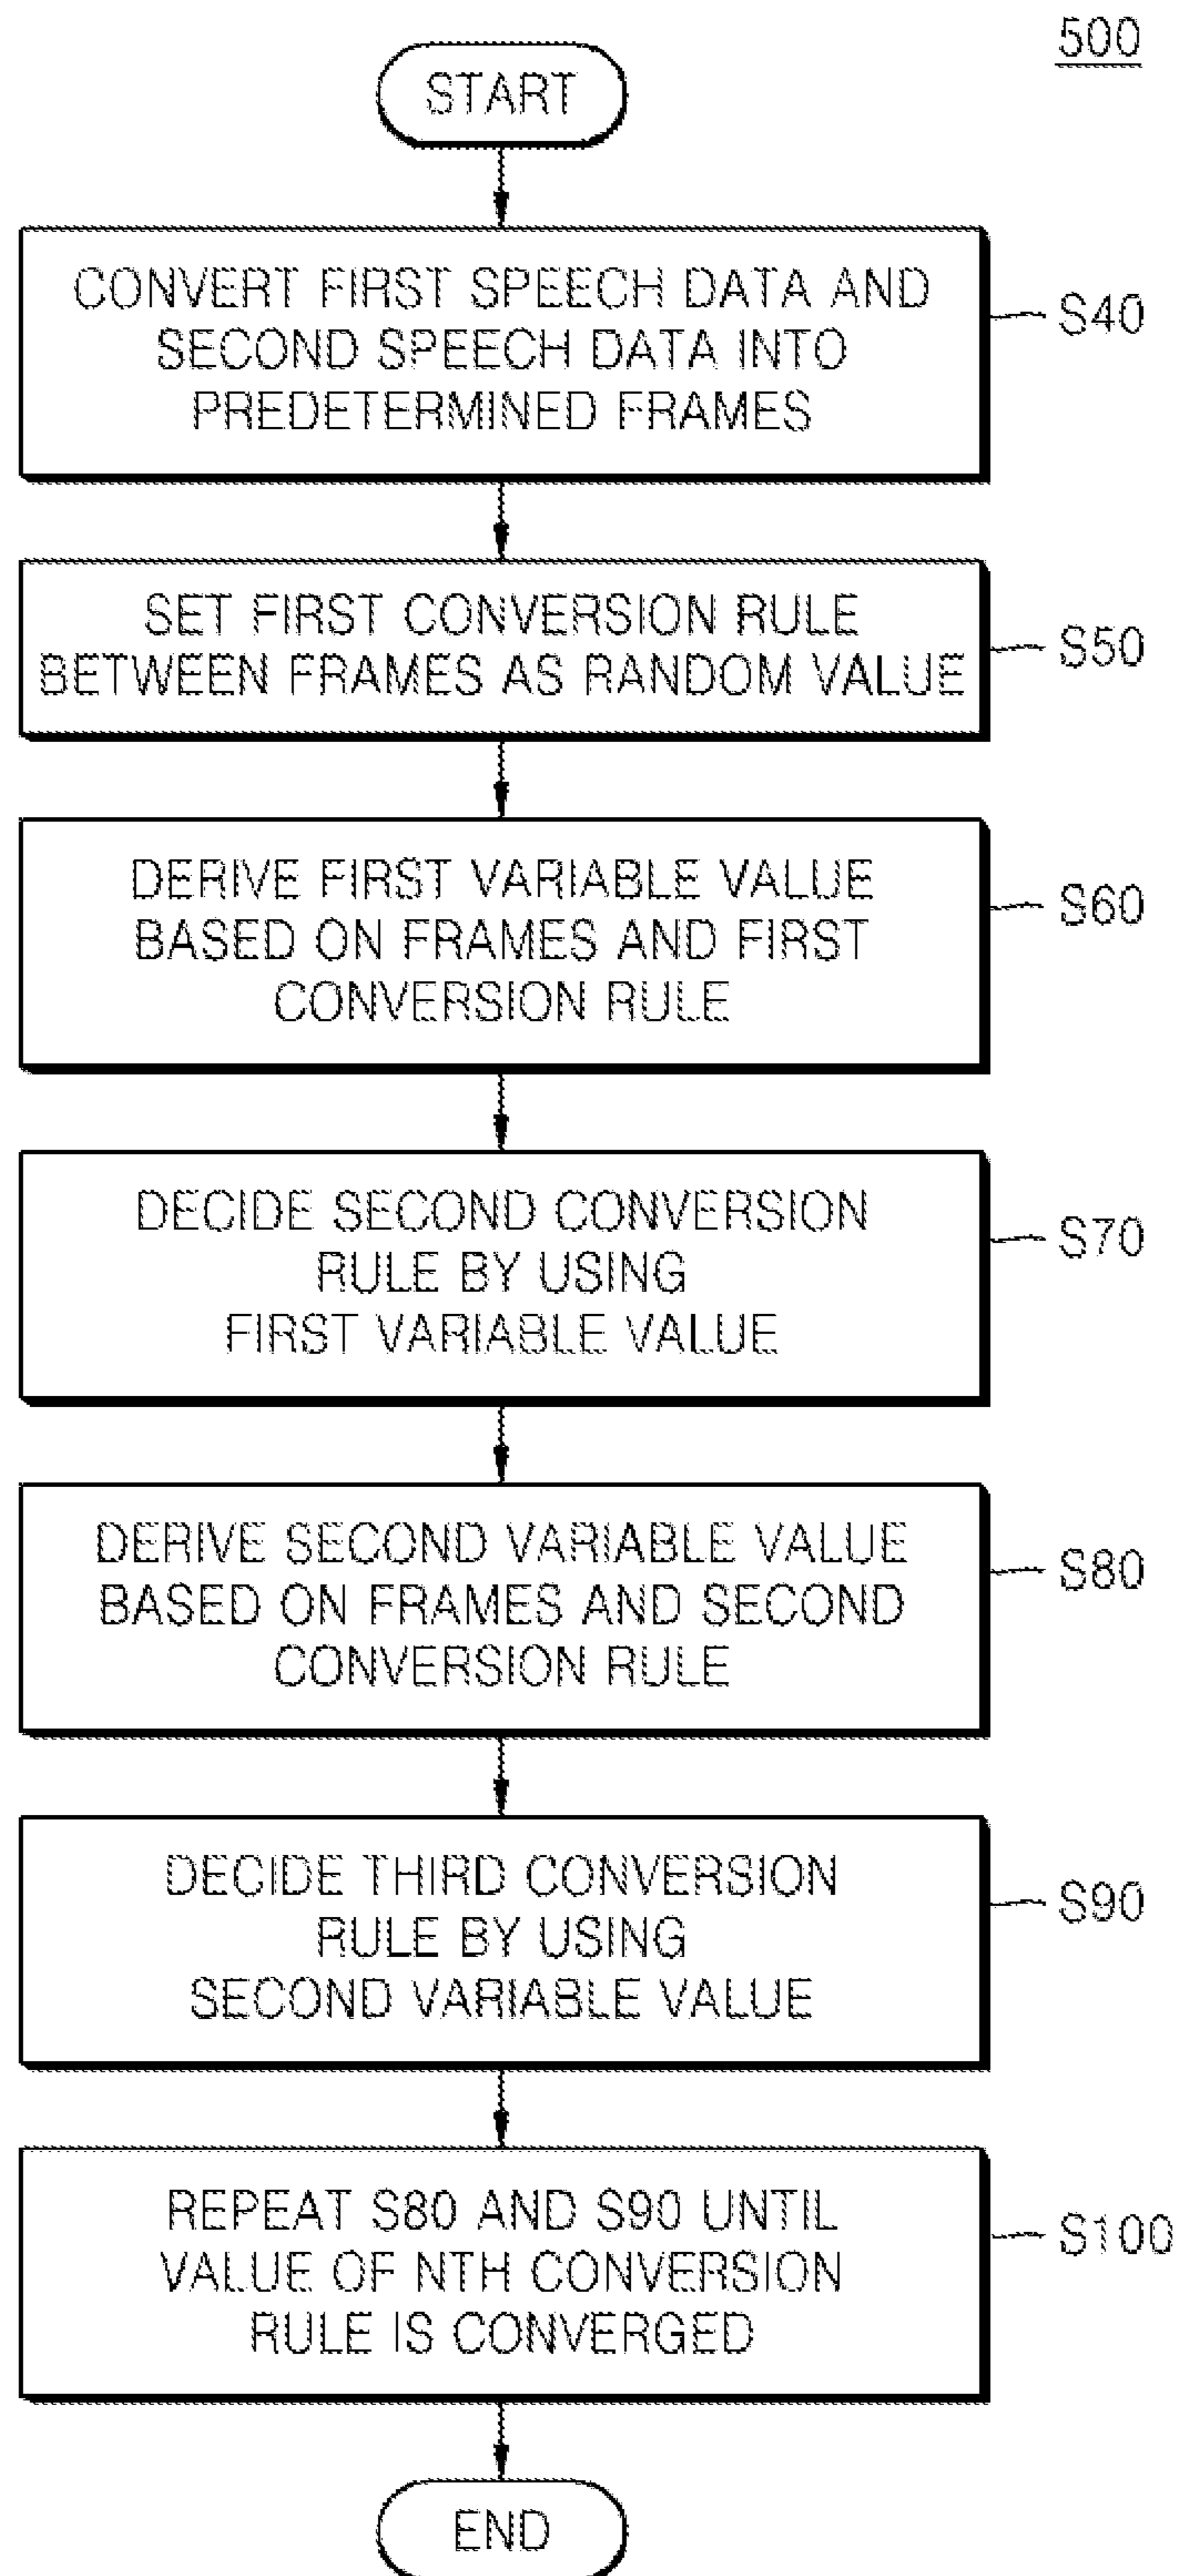 500
START
CONVERT FIRST SPEECH DATA AND
SECOND SPEECH DATA INTO
PREDETERMINED FRAMES
S40
SET FIRST CONVERSION RULE
BETWEEN FRAMES AS RANDOM VALUE
S50
DERIVE FIRST VARIABLE VALUE
BASED ON FRAMES AND FIRST
CONVERSION RULE
S60
DECIDE SECOND CONVERSION
RULE BY USING
FIRST VARIABLE VALUE
S70
DERIVE SECOND VARIABLE VALUE
BASED ON FRAMES AND SECOND
CONVERSION RULE
S80
DECIDE THIRD CONVERSION
RULE BY USING
SECOND VARIABLE VALUE
S90
REPEAT S80 AND S90 UNTIL
VALUE OF NTH CONVERSION
RULE IS CONVERGED
S100
END